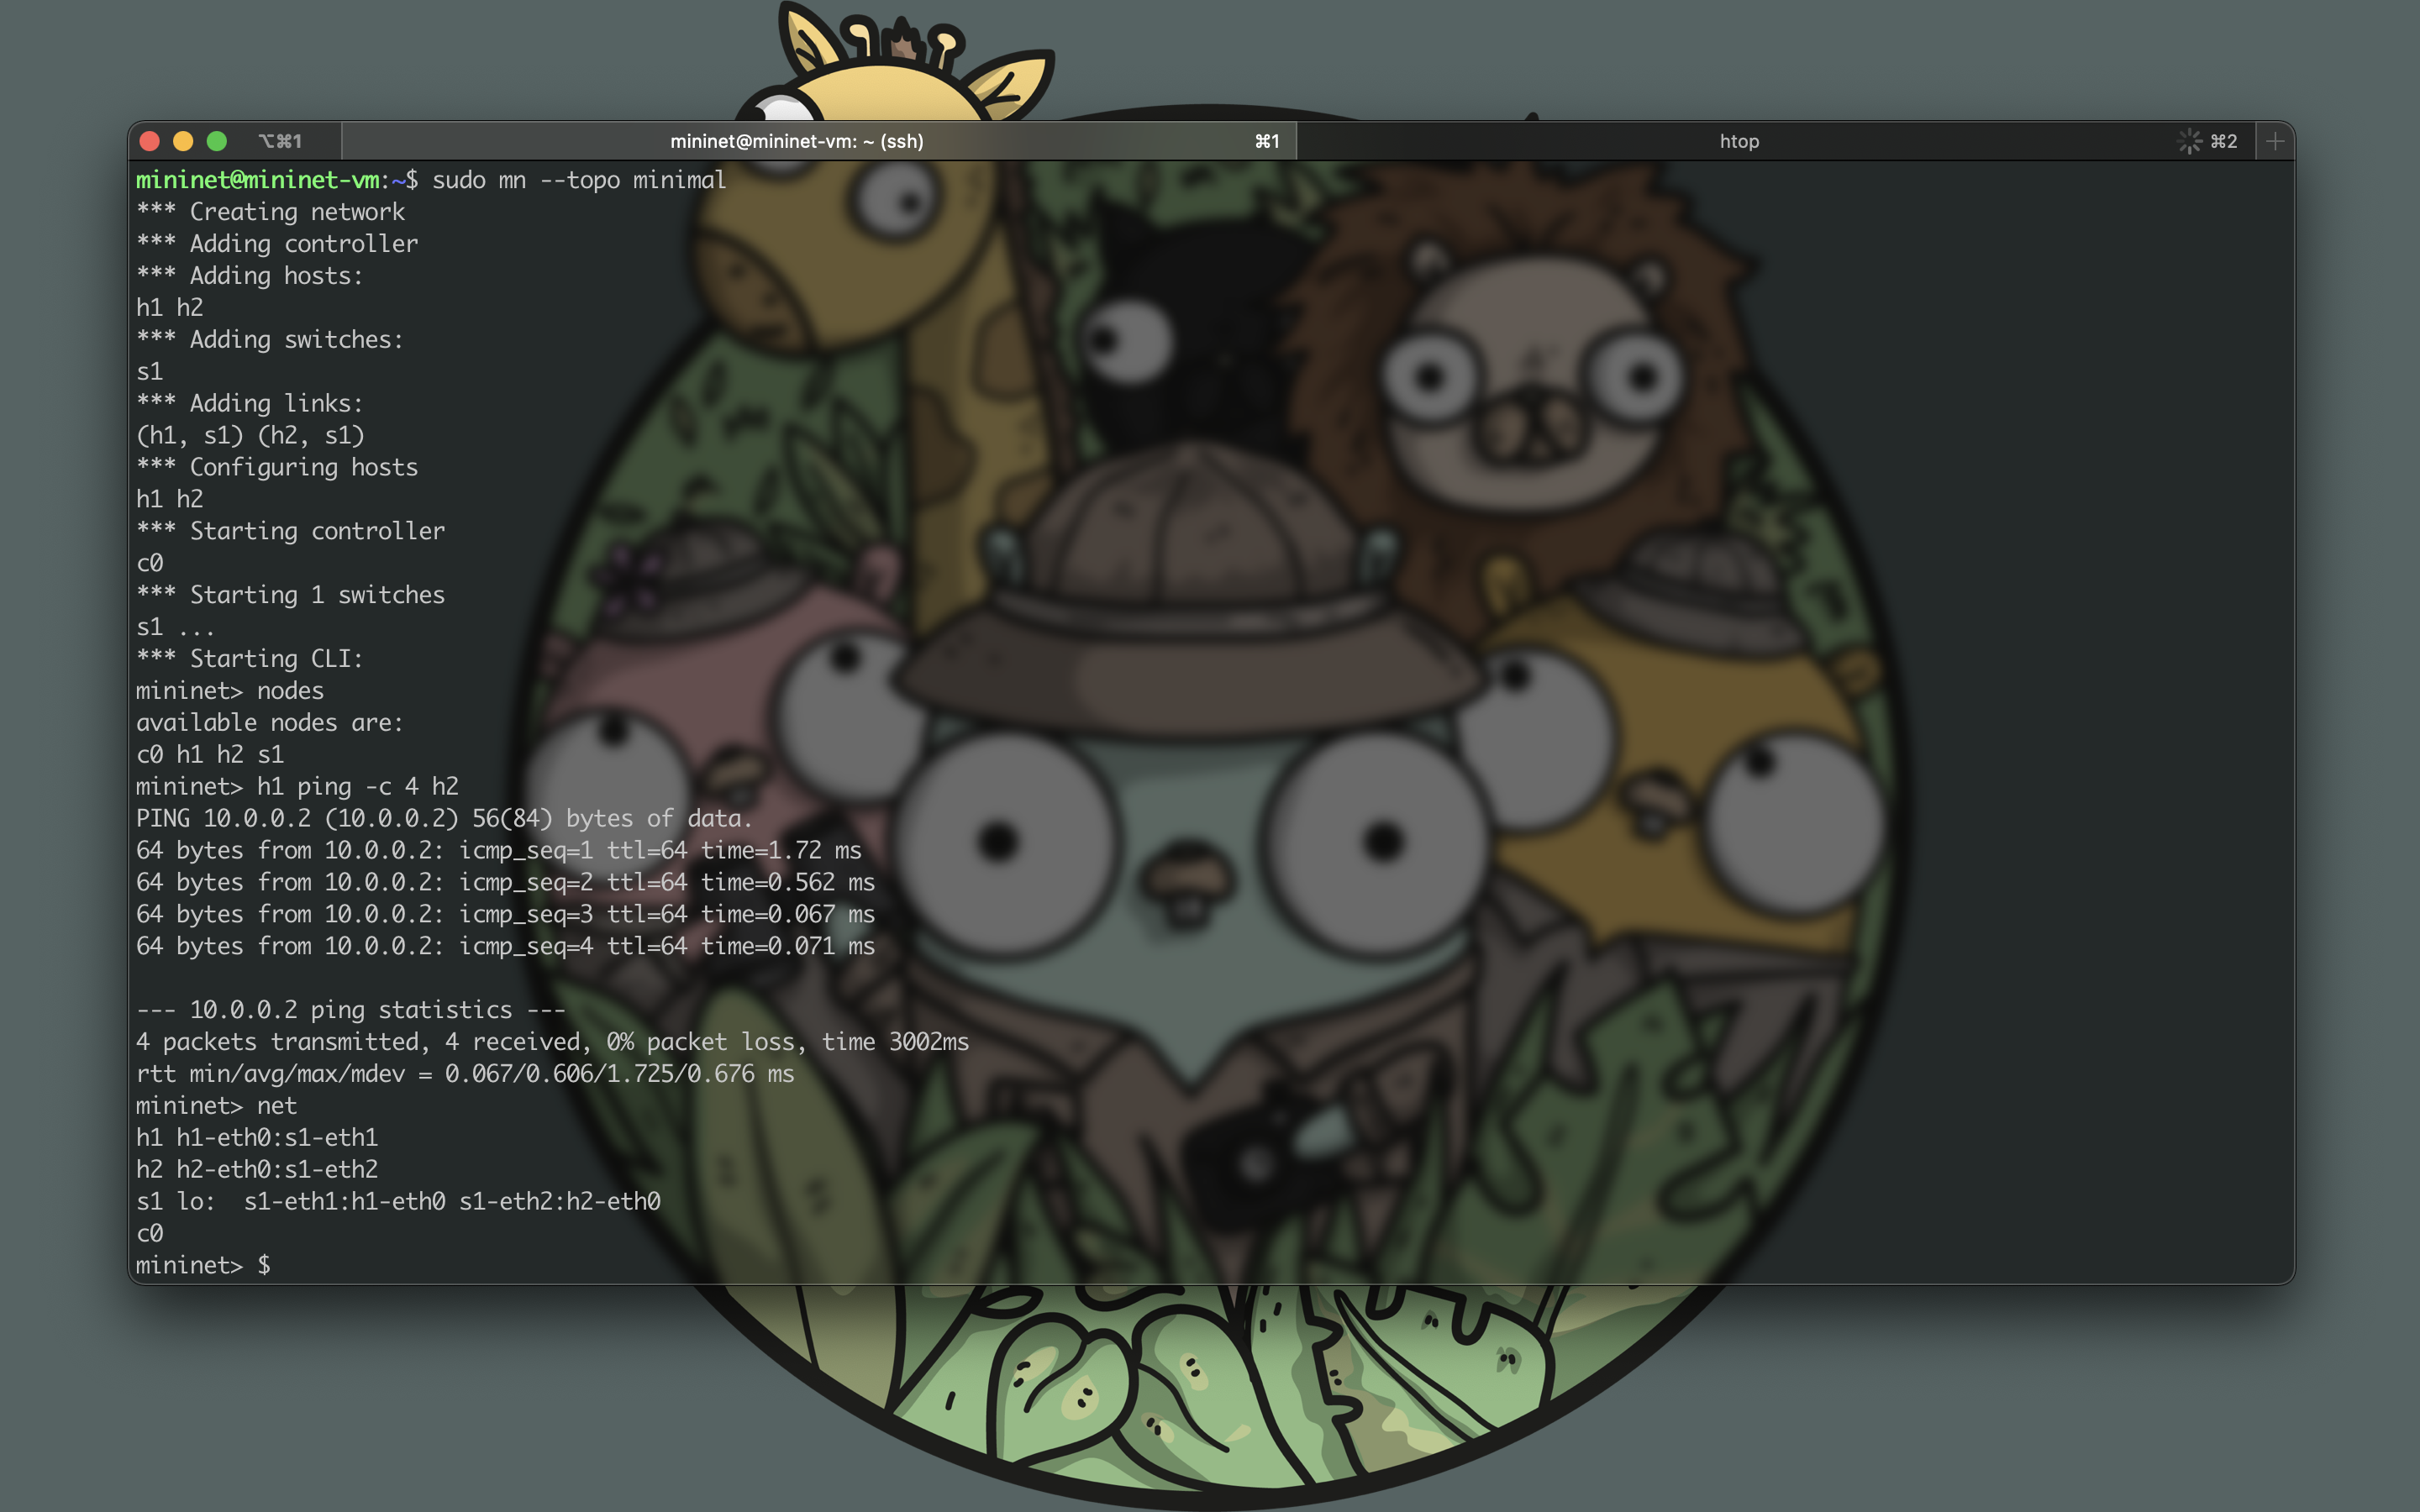 ⌥⌘1
mininet@mininet-vm: ~ (ssh)
⌘1
htop
⌘2
mininet@mininet-vm:~$ sudo mn --topo minimal
*** Creating network
*** Adding controller
*** Adding hosts:
h1 h2
*** Adding switches:
s1
*** Adding links:
(h1, s1) (h2, s1)
*** Configuring hosts
h1 h2
*** Starting controller
c0
*** Starting 1 switches
s1 ...
*** Starting CLI:
mininet> nodes
available nodes are:
c0 h1 h2 s1
mininet> h1 ping -c 4 h2
PING 10.0.0.2 (10.0.0.2) 56(84) bytes of data.
64 bytes from 10.0.0.2: icmp_seq=1 ttl=64 time=1.72 ms
64 bytes from 10.0.0.2: icmp_seq=2 ttl=64 time=0.562 ms
64 bytes from 10.0.0.2: icmp_seq=3 ttl=64 time=0.067 ms
64 bytes from 10.0.0.2: icmp_seq=4 ttl=64 time=0.071 ms

--- 10.0.0.2 ping statistics ---
4 packets transmitted, 4 received, 0% packet loss, time 3002ms
rtt min/avg/max/mdev = 0.067/0.606/1.725/0.676 ms
mininet> net
h1 h1-eth0:s1-eth1
h2 h2-eth0:s1-eth2
s1 lo:  s1-eth1:h1-eth0 s1-eth2:h2-eth0
c0
mininet> $